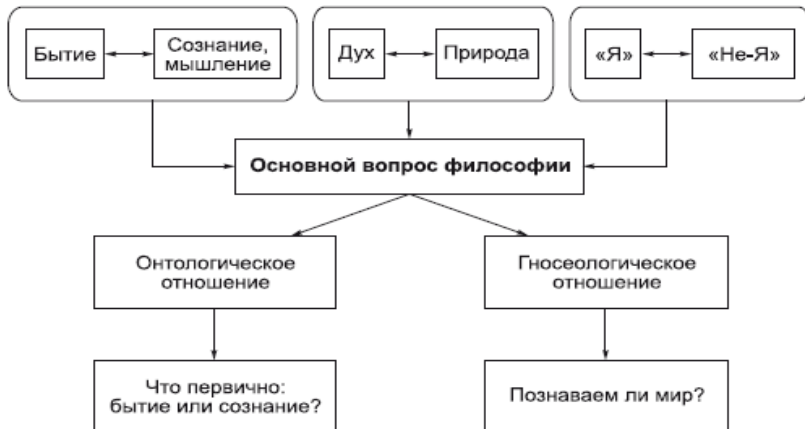 Бытие
Сознание,
мышление
Дух
Природа
«Я»
«Не-Я»
Основной вопрос философии
Онтологическое
отношение
Гносеологическое
отношение
Что первично:
бытие или сознание?
Познаваем ли мир?